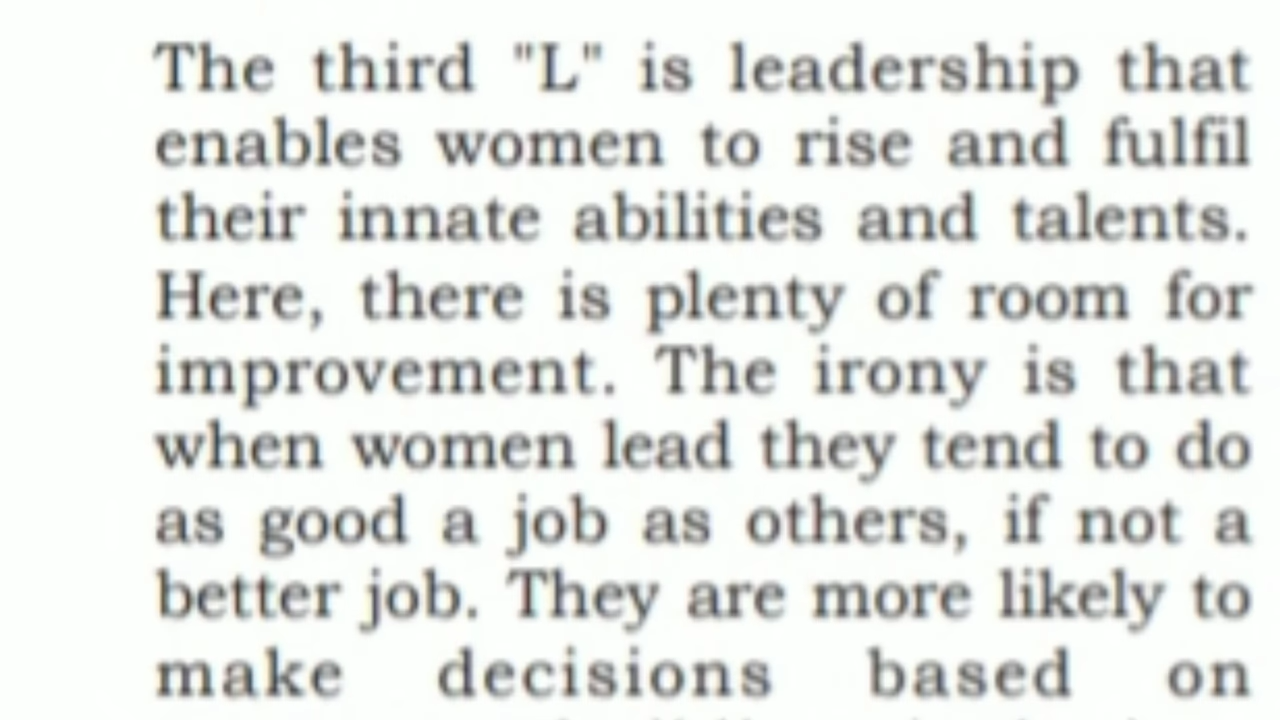 The third "L" is leadership that
enables women to rise and fulfil
their innate abilities and talents.
Here, there is plenty of room for
improvement. The irony is that
when women lead they tend to do
as good a job as others, if not a
better job. They are more likely to
make decisions based on